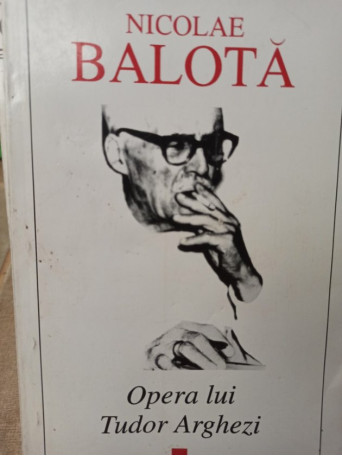 NICOLAE
BALOTĂ
Opera lui
Tudor Arghezi